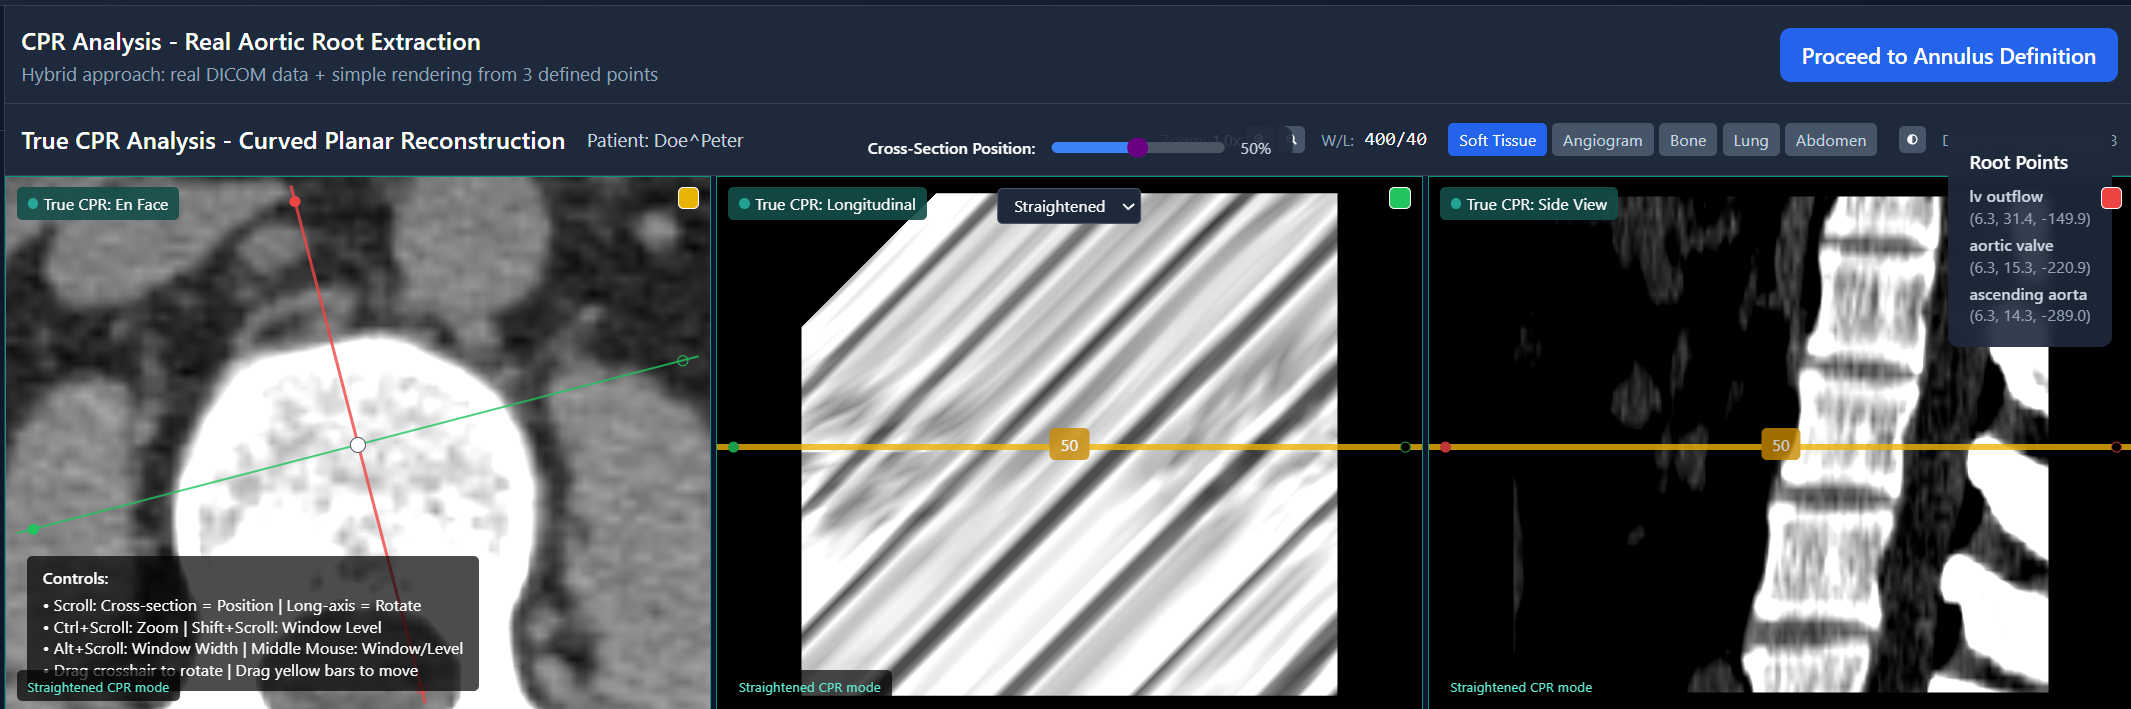 CPR Analysis - Real Aortic Root Extraction
Hybrid approach: real DICOM data + simple rendering from 3 defined points
Proceed to Annulus Definition
True CPR Analysis - Curved Planar Reconstruction
Patient: Doe^Peter
Cross-Section Position:
50%
W/L: 400/40
Soft Tissue
Angiogram
Bone
Lung
Abdomen
Root Points
lv outflow
(6.3, 31.4, -149.9)
aortic valve
(6.3, 15.3, -220.9)
ascending aorta
(6.3, 14.3, -289.0)
True CPR: En Face
Controls:
• Scroll: Cross-section = Position | Long-axis = Rotate
• Ctrl+Scroll: Zoom | Shift+Scroll: Window Level
• Alt+Scroll: Window Width | Middle Mouse: Window/Level
• Drag crosshair to rotate | Drag yellow bars to move
Straightened CPR mode
True CPR: Longitudinal
Straightened
50
Straightened CPR mode
True CPR: Side View
50
Straightened CPR mode